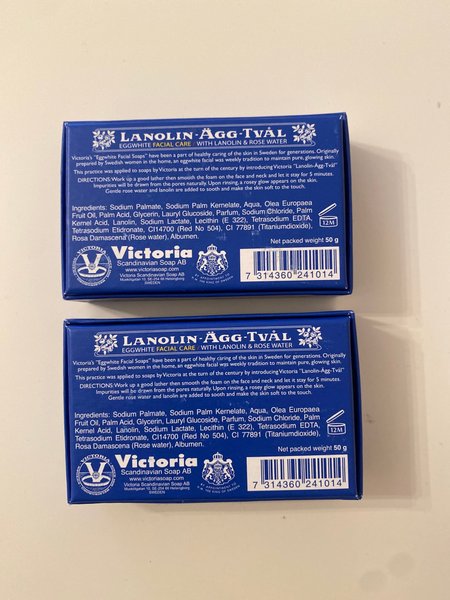 LANOLIN-ÄGG-TVÅL
EGGWHITE FACIAL CARE WITH LANOLIN & ROSE WATER
Victoria's "Eggwhite Facial Soaps" have been a part of healthy caring of the skin in Sweden for generations. Originally
prepared by Swedish women in the home, an eggwhite facial was weekly tradition to maintain pure, glowing skin.
This practice was applied to soaps by Victoria at the turn of the century by introducing Victoria "Lanolin-Agg-Tvål".
DIRECTIONS: Work up a good lather then smooth the foam on the face and neck and let it stay for 5 minutes.
Impurities will be drawn from the pores naturally. Upon rinsing, a rosey glow appears on the skin.
Gentle rose water and lanolin are added to sooth and make the skin soft to the touch.
Ingredients: Sodium Palmate, Sodium Palm Kernelate, Aqua, Olea Europaea
Fruit Oil, Palm Acid, Glycerin, Lauryl Glucoside, Parfum, Sodium Chloride, Palm
Kernel Acid, Lanolin, Sodium Lactate, Lecithin (E 322), Tetrasodium EDTA,
Tetrasodium Etidronate, CI14700 (Red No 504), CI 77891 (Titaniumdioxide),
Rosa Damascena (Rose water), Albumen.
12M
Net packed weight 50 g
Victoria
Scandinavian Soap AB
www.victoriasoap.com
SWEDEN
7 314360 241014
LANOLIN-ÄGG-TVÅL
EGGWHITE FACIAL CARE / WITH LANOLIN & ROSE WATER
Victoria's "Eggwhite Facial Soaps" have been a part of healthy caring of the skin in Sweden for generations. Originally
prepared by Swedish women in the home, an eggwhite facial was weekly tradition to maintain pure, glowing skin.
This practice was applied to soaps by Victoria at the turn of the century by introducing Victoria "Lanolin-Agg-Tvål".
DIRECTIONS: Work up a good lather then smooth the foam on the face and neck and let stay for 5 minutes.
Impurities will be drawn from the pores naturally. Upon rinsing a rosey glow appears on the skin.
Gentle rose water and lanolin are added to sooth and make the skin soft to the touch.
Ingredients: Sodium Palmate, Sodium Palm Kernelate, Aqua, Olea Europaea
Fruit Oil, Palm Acid, Glycerin, Lauryl Glucoside, Parfum, Sodium Chloride, Palm
Kernel Acid, Lanolin, Sodium Lactate, Lecithin (E 322), Tetrasodium EDTA,
Tetrasodium Etidronate, CI14700 (Red No 504), CI 77891 (Titaniumdioxide),
Rosa Damascena (Rose water), Albumen.
12M
Net packed weight 50 g
Victoria
Scandinavian Soap AB
Victoria Scandinavian Soap AB
victoriasoap.com
SWEDEN
7 314360 241014